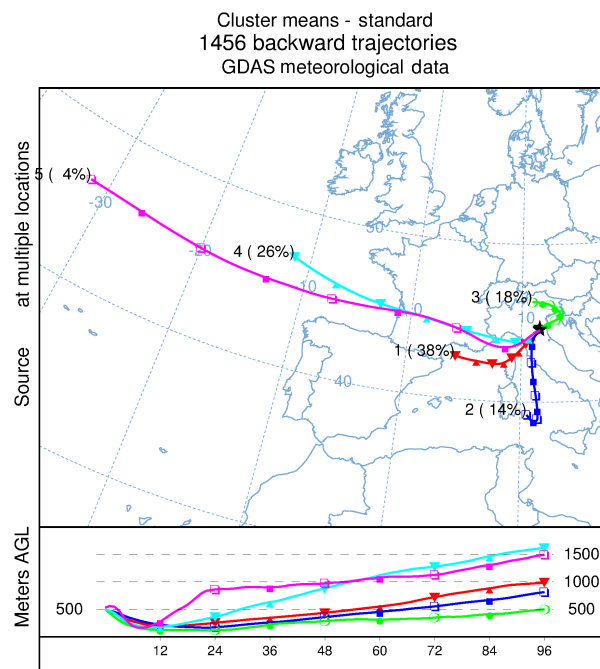 Cluster means - standard
1456 backward trajectories
GDAS meteorological data
Source at multiple locations
5 ( 4%)
-30
-20
4 (26%)
50
10
0
3 (18%)
10
1 (38%)
40
2 (14%)
Meters AGL
500
1500
1000
500
12 24 36 48 60 72 84 96